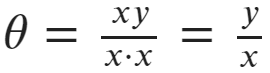 θ = xy / x·x = y / x